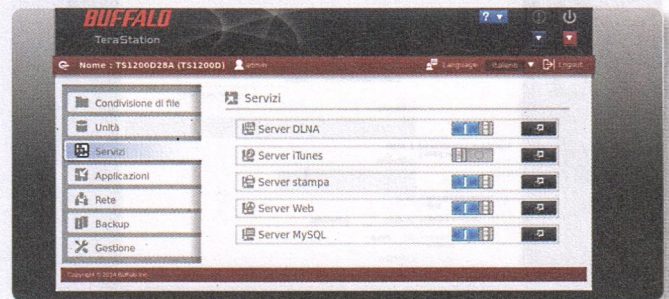 BUFFALO
TeraStation
?
Nome : TS1200D28A (TS1200D)
admin
Language
Italiano
Logout
Condivisione di file
Unità
Servizi
Applicazioni
Rete
Backup
Gestione
Servizi
Server DLNA
Server iTunes
Server stampa
Server Web
Server MySQL
Copyright © 2014 Buffalo Inc.